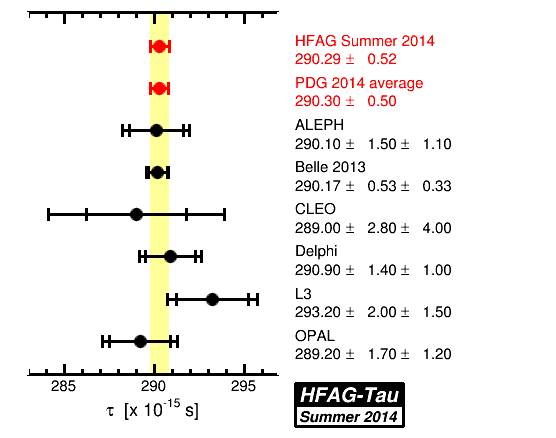 HFAG Summer 2014
290.29 ± 0.52
PDG 2014 average
290.30 ± 0.50
ALEPH
290.10 ± 1.50 ± 1.10
Belle 2013
290.17 ± 0.53 ± 0.33
CLEO
289.00 ± 2.80 ± 4.00
Delphi
290.90 ± 1.40 ± 1.00
L3
293.20 ± 2.00 ± 1.50
OPAL
289.20 ± 1.70 ± 1.20
285 290 295
τ [x 10⁻¹⁵ s]
HFAG-Tau
Summer 2014